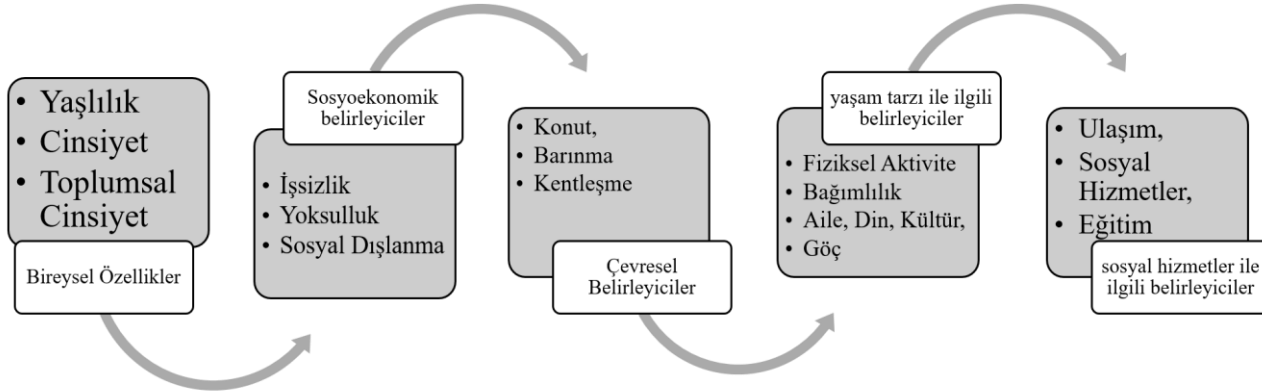 • Yaşlılık
• Cinsiyet
• Toplumsal
Cinsiyet
Bireysel Özellikler
Sosyoekonomik
belirleyiciler
• İşsizlik
• Yoksulluk
• Sosyal Dışlanma
• Konut,
• Barınma
• Kentleşme
Çevresel
Belirleyiciler
yaşam tarzı ile ilgili
belirleyiciler
• Fiziksel Aktivite
• Bağımlılık
• Aile, Din, Kültür,
• Göç
• Ulaşım,
• Sosyal
Hizmetler,
• Eğitim
sosyal hizmetler ile
ilgili belirleyiciler